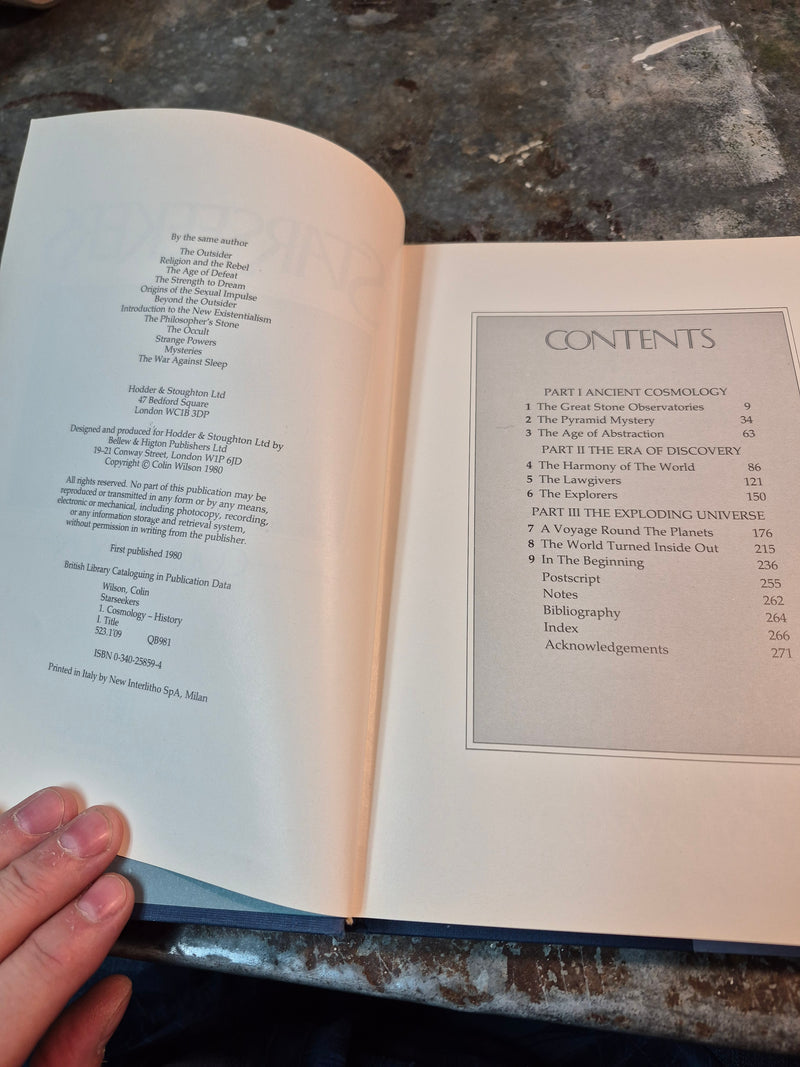 By the same author
The Outsider
Religion and the Rebel
The Age of Defeat
The Strength to Dream
Origins of the Sexual Impulse
Beyond the Outsider
Introduction to the New Existentialism
The Philosopher's Stone
The Occult
Strange Powers
Mysteries
The War Against Sleep
Hodder & Stoughton Ltd
47 Bedford Square
London WC1B 3DP
Designed and produced for Hodder & Stoughton Ltd by
Bellew & Higton Publishers Ltd
19-21 Conway Street, London W1P 6JD
Copyright © Colin Wilson 1980
All rights reserved. No part of this publication may be
reproduced or transmitted in any form or by any means,
electronic or mechanical, including photocopy, recording,
or any information storage and retrieval system,
without permission in writing from the publisher.
First published 1980
British Library Cataloguing in Publication Data
Wilson, Colin
Starseekers
1. Cosmology – History
I. Title
523.1'09 QB981
ISBN 0-340-25859-4
Printed in Italy by New Interlitho SpA, Milan
CONTENTS
PART I ANCIENT COSMOLOGY
1 The Great Stone Observatories 9
2 The Pyramid Mystery 34
3 The Age of Abstraction 63
PART II THE ERA OF DISCOVERY
4 The Harmony of The World 86
5 The Lawgivers 121
6 The Explorers 150
PART III THE EXPLODING UNIVERSE
7 A Voyage Round The Planets 176
8 The World Turned Inside Out 215
9 In The Beginning 236
Postscript 255
Notes 262
Bibliography 264
Index 266
Acknowledgements 271